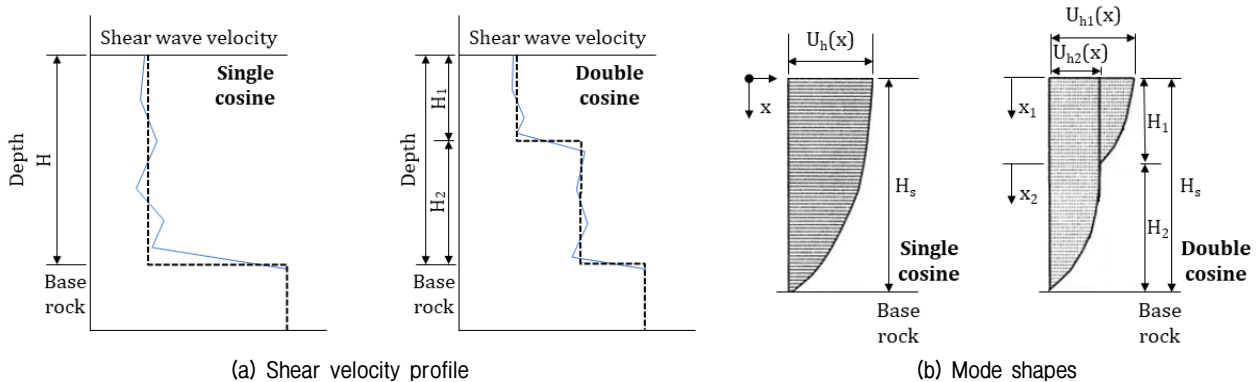 Shear wave velocity
Single
cosine
Depth
H
Base
rock
Shear wave velocity
Double
cosine
Depth
H₁
H₂
Base
rock
(a) Shear velocity profile
Uₕ(x)
x
Hₛ
Single
cosine
Base
rock
Uₕ₁(x)
Uₕ₂(x)
x₁
x₂
H₁
H₂
Hₛ
Double
cosine
Base
rock
(b) Mode shapes